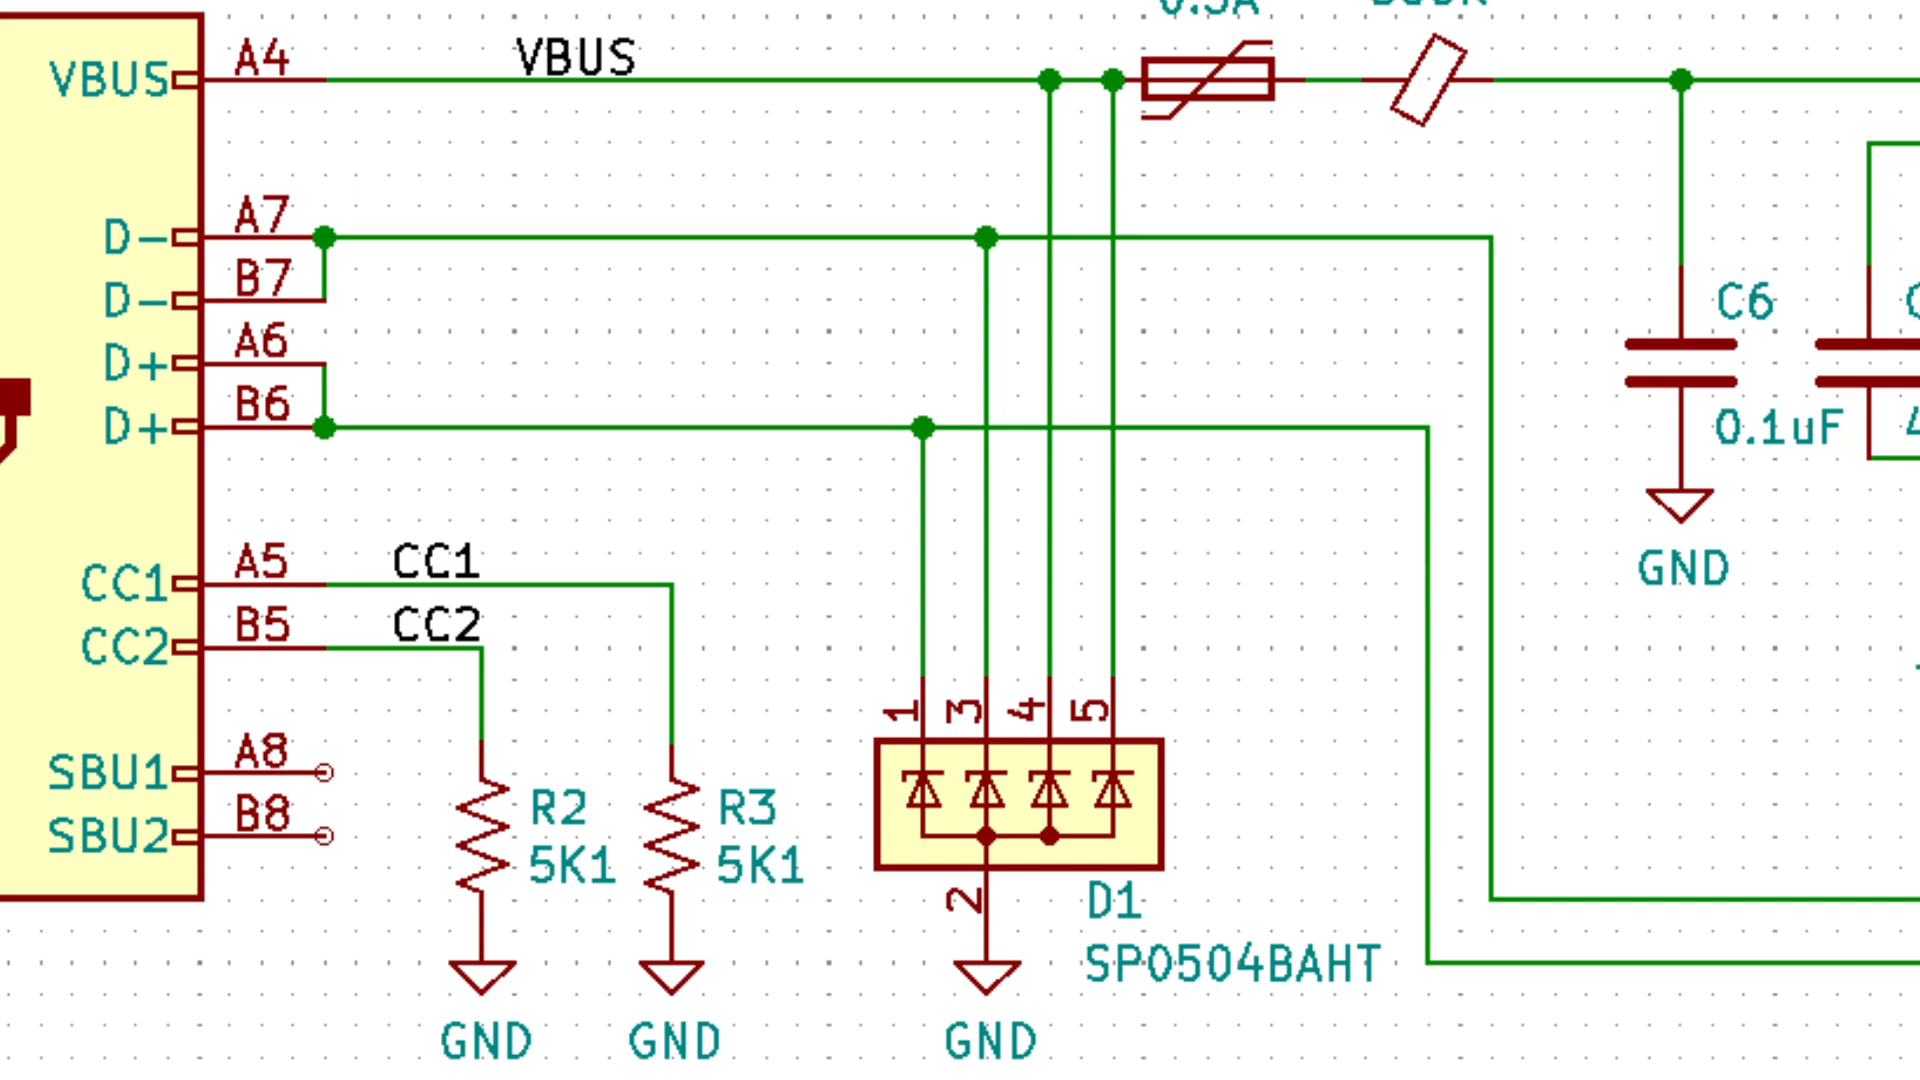 VBUS
A4
VBUS
D-
A7
D-
B7
D+
A6
D+
B6
CC1
A5
CC1
CC2
B5
CC2
SBU1
A8
SBU2
B8
R2
5K1
R3
5K1
GND
GND
1
3
4
5
2
D1
SP0504BAHT
GND
C6
0.1uF
GND